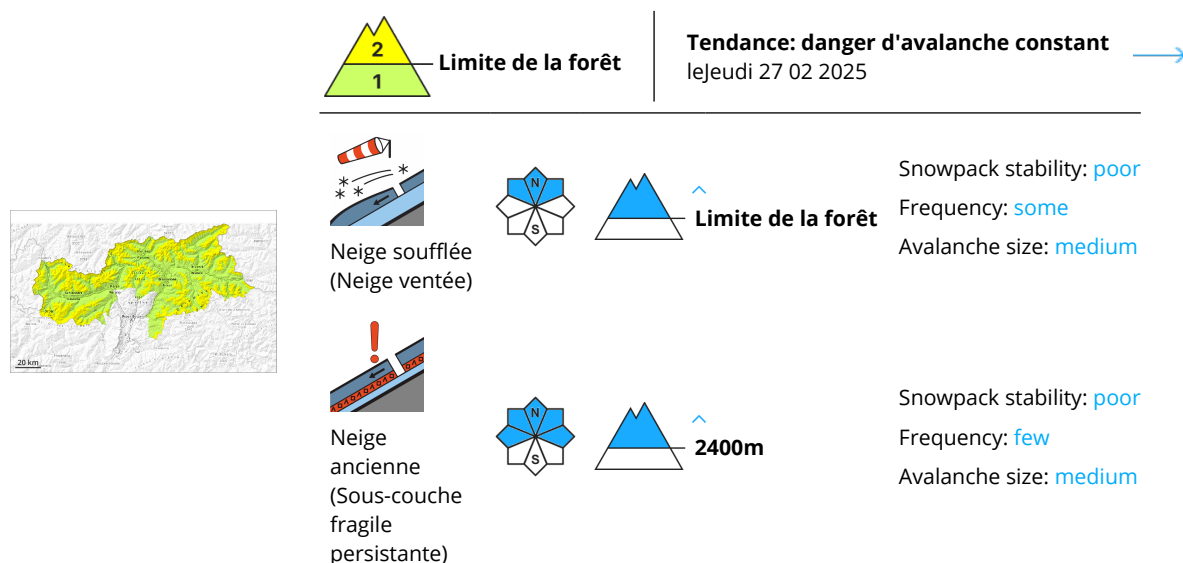 2
1
Limite de la forêt
Tendance: danger d'avalanche constant
leJeudi 27 02 2025
20 km
N
S
Limite de la forêt
Neige soufflée
(Neige ventée)
Snowpack stability: poor
Frequency: some
Avalanche size: medium
N
S
2400m
Neige
ancienne
(Sous-couche
fragile
persistante)
Snowpack stability: poor
Frequency: few
Avalanche size: medium